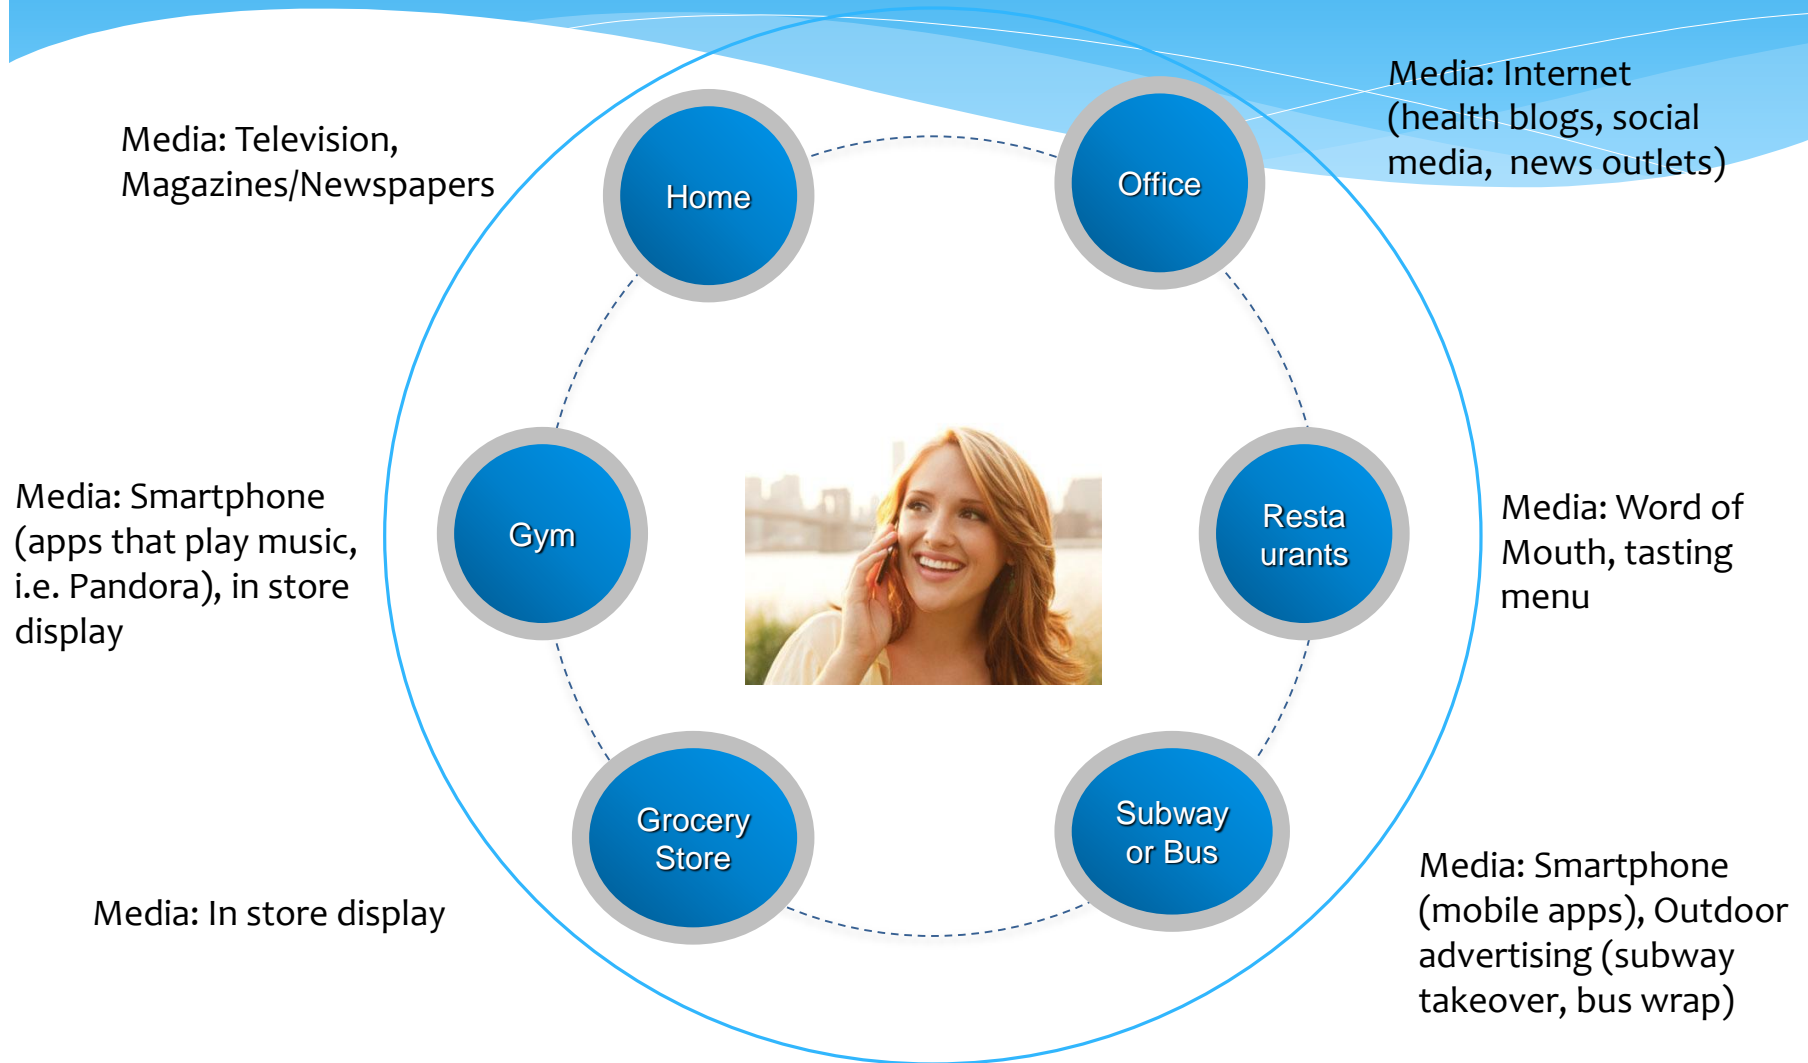 Media: Television,
Magazines/Newspapers
Home
Office
Media: Internet
(health blogs, social
media, news outlets)
Media: Smartphone
(apps that play music,
i.e. Pandora), in store
display
Gym
Resta
urants
Media: Word of
Mouth, tasting
menu
Grocery
Store
Subway
or Bus
Media: In store display
Media: Smartphone
(mobile apps), Outdoor
advertising (subway
takeover, bus wrap)